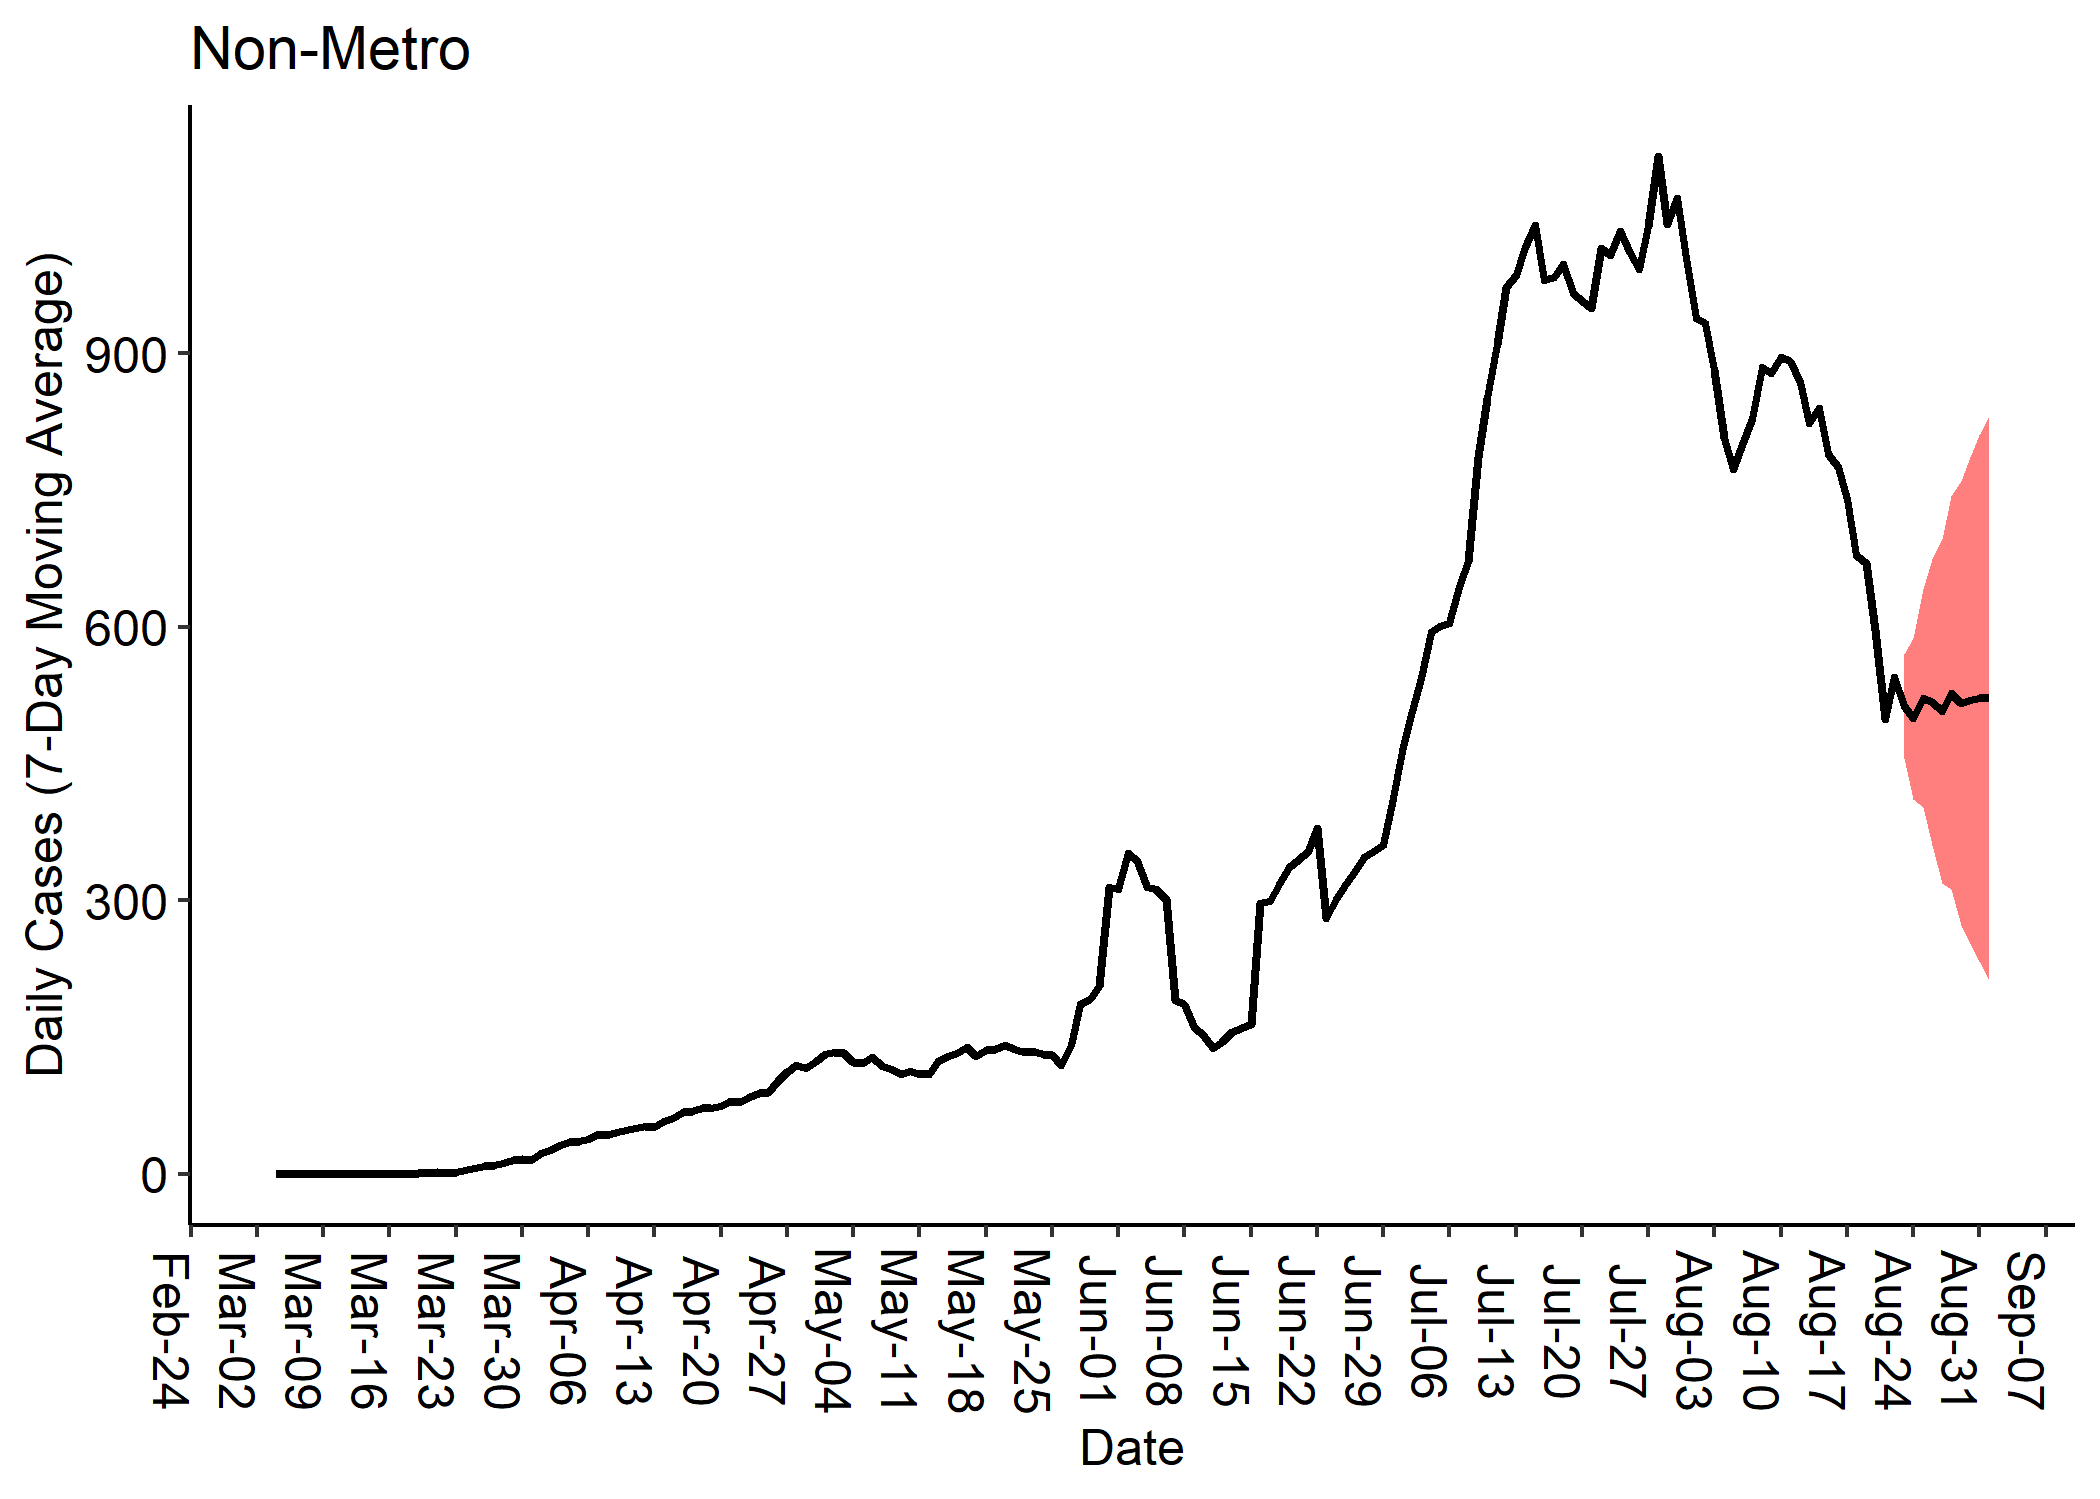 Non-Metro
Daily Cases (7-Day Moving Average)
900
600
300
0
Feb-24
Mar-02
Mar-09
Mar-16
Mar-23
Mar-30
Apr-06
Apr-13
Apr-20
Apr-27
May-04
May-11
May-18
May-25
Jun-01
Jun-08
Jun-15
Jun-22
Jun-29
Jul-06
Jul-13
Jul-20
Jul-27
Aug-03
Aug-10
Aug-17
Aug-24
Aug-31
Sep-07
Date